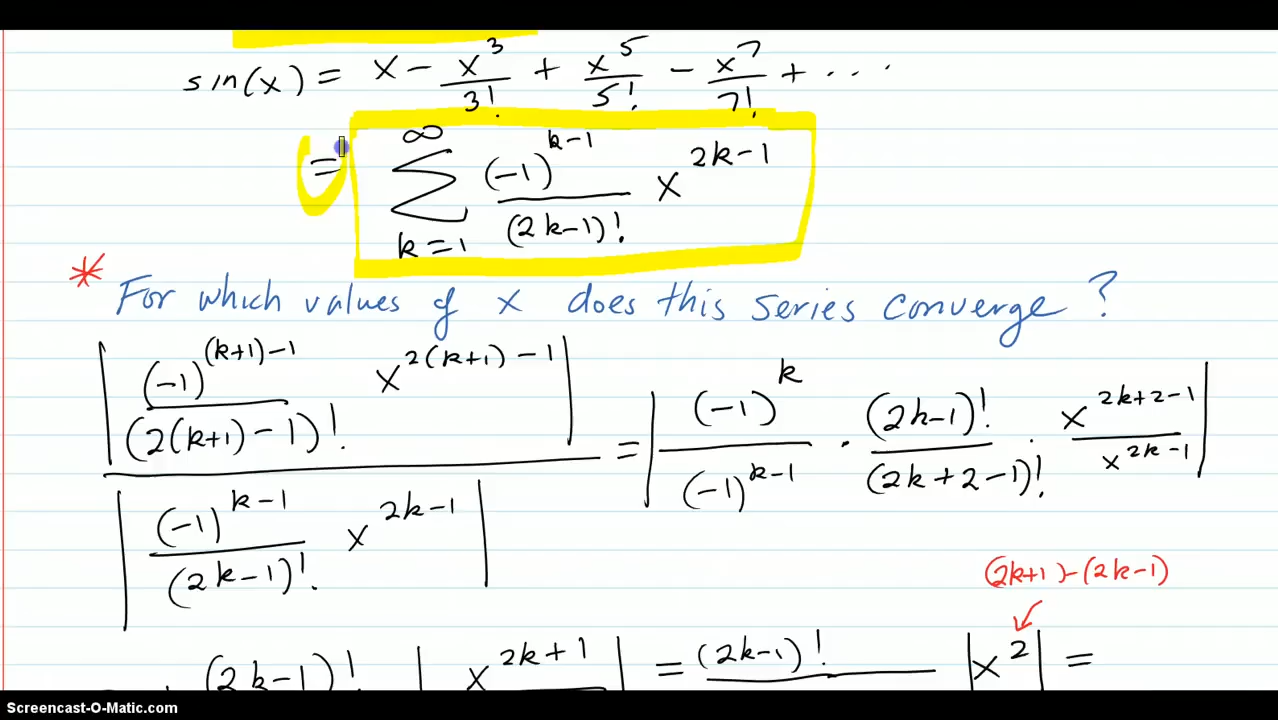 sin(x) = x - x^3/3! + x^5/5! - x^7/7! + ....
= ∑_{k=1}^{∞} (-1)^{k-1}/(2k-1)! x^{2k-1}
* For which values of x does this series converge?
|(-1)^{(k+1)-1}/(2(k+1)-1)! x^{2(k+1)-1}| / |(-1)^{k-1}/(2k-1)! x^{2k-1}| = |(-1)^k/(-1)^{k-1} · (2k-1)!/(2k+2-1)! · x^{2k+2-1}/x^{2k-1}|
(2k+1)-(2k-1)
(2k-1)! |x^{2k+1}| = (2k-1)! |x^2| =
Screencast-O-Matic.com